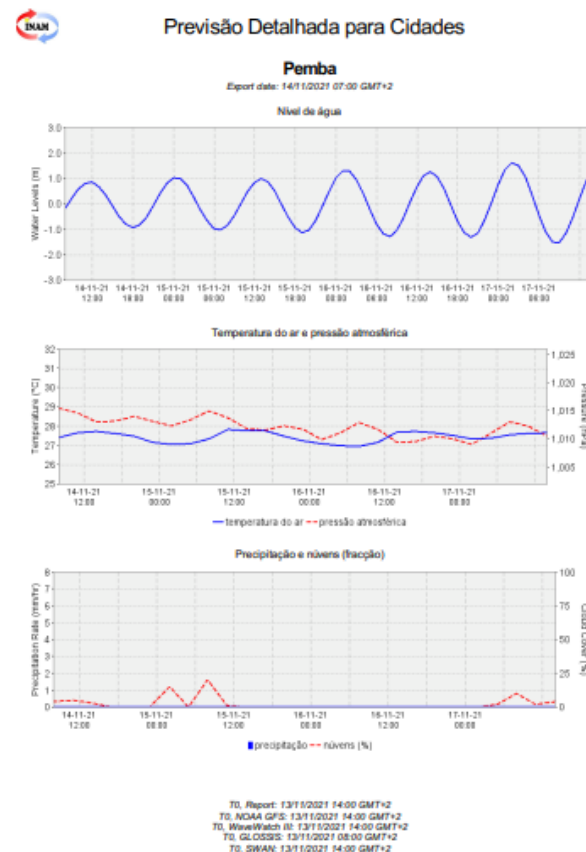 INAM
Previsão Detalhada para Cidades
Pemba
Export date: 14/11/2021 07:00 GMT+2
Nível de água
Water Levels (m)
3.0
2.0
1.0
0.0
-1.0
-2.0
-3.0
14-11-21 14-11-21 15-11-21 15-11-21 15-11-21 15-11-21 16-11-21 16-11-21 16-11-21 16-11-21 17-11-21 17-11-21
12:00 18:00 00:00 06:00 12:00 18:00 00:00 06:00 12:00 18:00 00:00 06:00
Temperatura do ar e pressão atmosférica
Temperature (°C)
32
31
30
29
28
27
26
25
1,025
1,020
1,015
1,010
1,005
14-11-21 15-11-21 15-11-21 16-11-21 16-11-21 17-11-21
12:00 00:00 12:00 00:00 12:00 00:00
temperatura do ar pressão atmosférica
Precipitação e núvens (fracção)
Precipitation Rate (mm/hr)
8
7
6
5
4
3
2
1
0
100
75
50
25
0
14-11-21 15-11-21 15-11-21 16-11-21 16-11-21 17-11-21
12:00 00:00 12:00 00:00 12:00 00:00
precipitação núvens (%)
T0, Report: 13/11/2021 14:00 GMT+2
T0, NOAA GFS: 13/11/2021 14:00 GMT+2
T0, WaveWatch III: 13/11/2021 14:00 GMT+2
T0, GLOSSIS: 13/11/2021 08:00 GMT+2
T0, SWAN: 13/11/2021 14:00 GMT+2